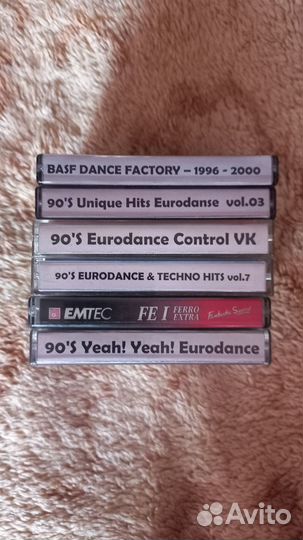 BASF DANCE FACTORY – 1996 - 2000
90'S Unique Hits Eurodanse vol.03
90'S Eurodance Control VK
90'S EURODANCE & TECHNO HITS vol.7
EMTEC FE I FERRO EXTRA
90'S Yeah! Yeah! Eurodance
Avito